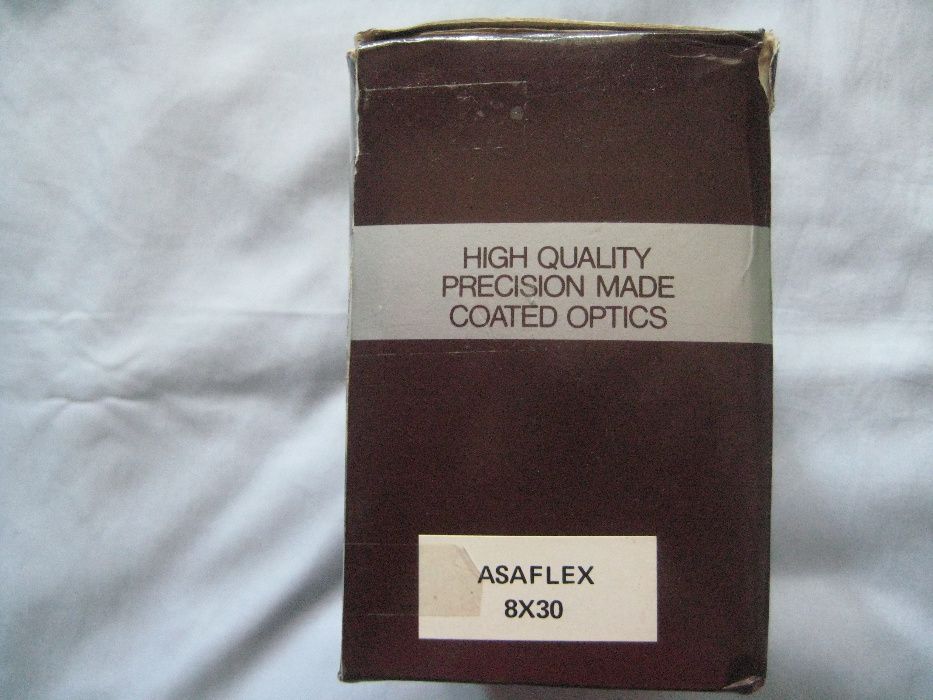 HIGH QUALITY
PRECISION MADE
COATED OPTICS
ASAFLEX
8X30